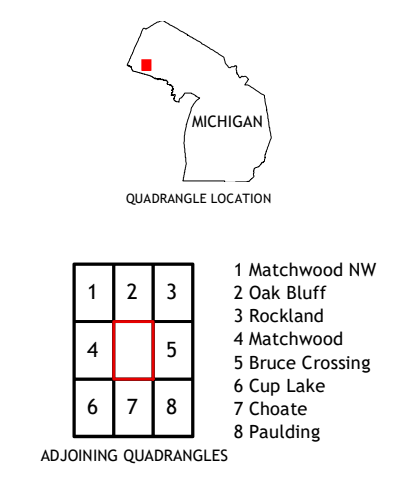 MICHIGAN
QUADRANGLE LOCATION
1 2 3
4 5
6 7 8
1 Matchwood NW
2 Oak Bluff
3 Rockland
4 Matchwood
5 Bruce Crossing
6 Cup Lake
7 Choate
8 Paulding
ADJOINING QUADRANGLES